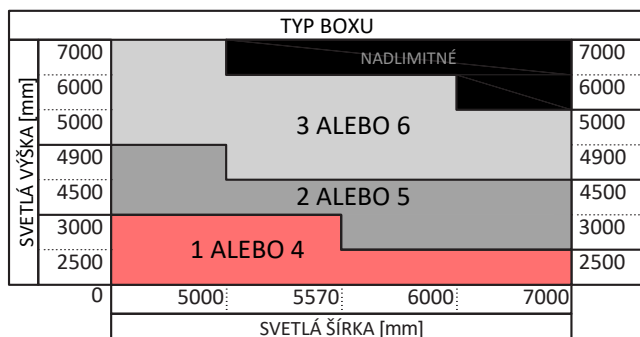 TYP BOXU
7000 NADLIMITNÉ 7000
6000 6000
5000 3 ALEBO 6 5000
4900 4900
4500 2 ALEBO 5 4500
3000 3000
2500 1 ALEBO 4 2500
0 5000 5570 6000 7000
SVETLÁ VÝŠKA [mm]
SVETLÁ ŠÍRKA [mm]